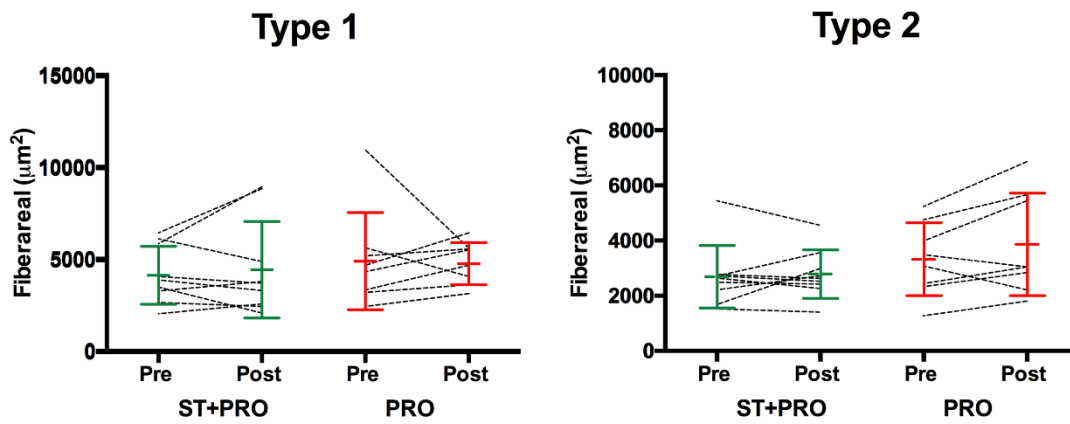 Type 1
Fiberareal (μm²)
15000
10000
5000
0
Pre Post Pre Post
ST+PRO PRO
Type 2
Fiberareal (μm²)
10000
8000
6000
4000
2000
0
Pre Post Pre Post
ST+PRO PRO